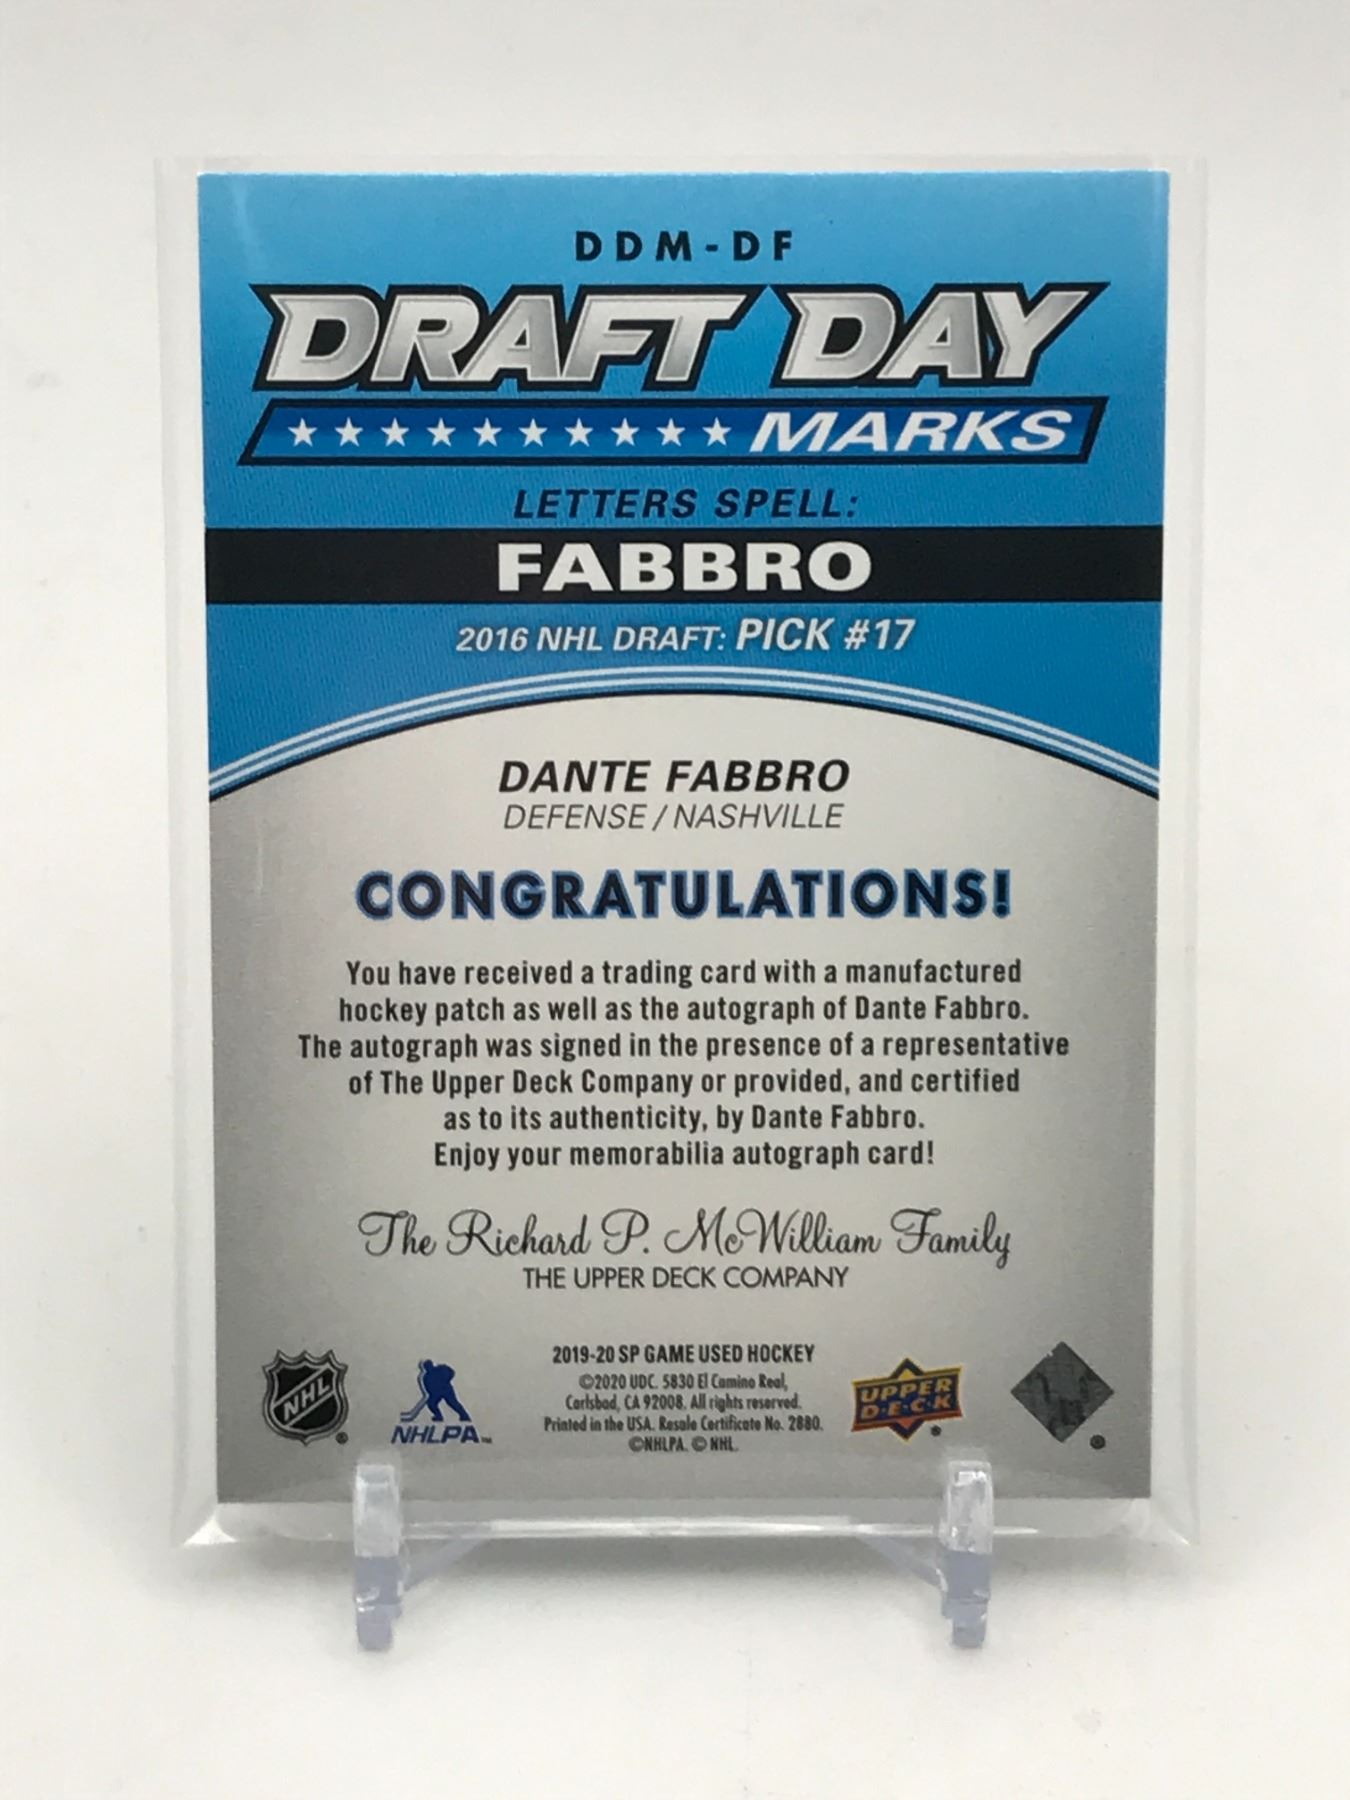 DDM-DF
DRAFT DAY
MARKS
LETTERS SPELL:
FABBRO
2016 NHL DRAFT: PICK #17
DANTE FABBRO
DEFENSE / NASHVILLE
CONGRATULATIONS!
You have received a trading card with a manufactured
hockey patch as well as the autograph of Dante Fabbro.
The autograph was signed in the presence of a representative
of The Upper Deck Company or provided, and certified
as to its authenticity, by Dante Fabbro.
Enjoy your memorabilia autograph card!
The Richard P. McWilliam Family
THE UPPER DECK COMPANY
2019-20 SP GAME USED HOCKEY
©2020 UDC. 5830 El Camino Real,
Carlsbad, CA 92008. All rights reserved.
Printed in the USA. Resale Certificate No. 2880.
©NHLPA. © NHL.
NHL ®
NHLPA™
UPPER
D·E·C·K ®
®